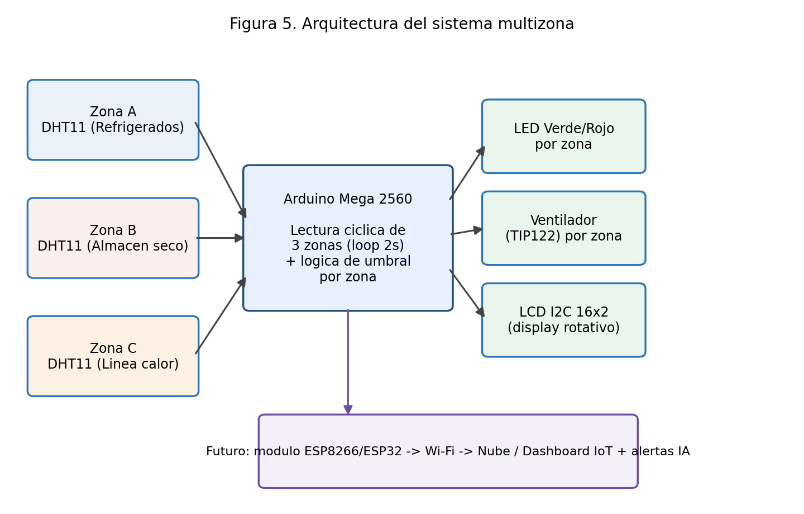 Figura 5. Arquitectura del sistema multizona
Zona A
DHT11 (Refrigerados)
Zona B
DHT11 (Almacen seco)
Zona C
DHT11 (Linea calor)
Arduino Mega 2560
Lectura ciclica de
3 zonas (loop 2s)
+ logica de umbral
por zona
LED Verde/Rojo
por zona
Ventilador
(TIP122) por zona
LCD I2C 16x2
(display rotativo)
Futuro: modulo ESP8266/ESP32 -> Wi-Fi -> Nube / Dashboard IoT + alertas IA